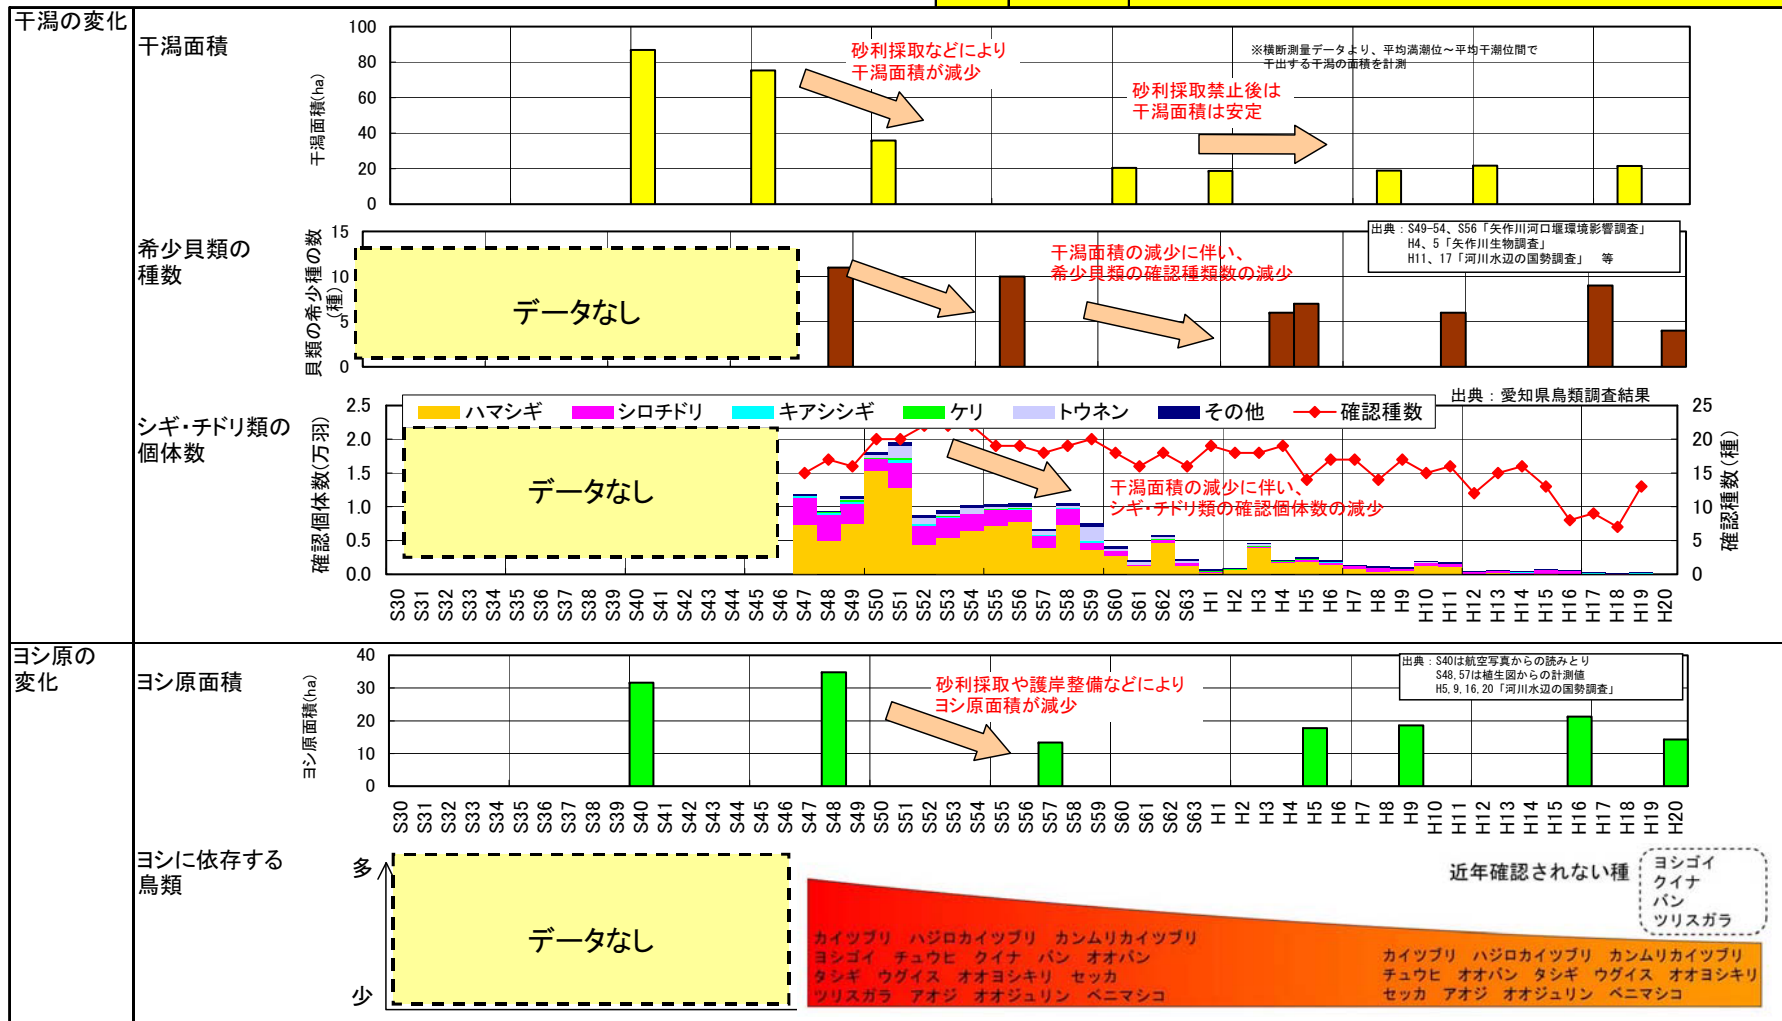 干潟の変化
干潟面積
干潟面積(ha)
100
80
60
40
20
0
砂利採取などにより
干潟面積が減少
※横断測量データより、平均満潮位～平均干潮位間で
干出する干潟の面積を計測
砂利採取禁止後は
干潟面積は安定
希少貝類の
種数
貝類の希少種の数
(種)
15
10
5
0
データなし
干潟面積の減少に伴い、
希少貝類の確認種類数の減少
出典：S49-54、S56「矢作川河口堰環境影響調査」
H4、5「矢作川生物調査」
H11、17「河川水辺の国勢調査」　等
シギ・チドリ類の
個体数
確認個体数(万羽)
2.5
2.0
1.5
1.0
0.5
0.0
出典：愛知県鳥類調査結果
ハマシギ　シロチドリ　キアシシギ　ケリ　トウネン　その他　確認種数
データなし
干潟面積の減少に伴い、
シギ・チドリ類の確認個体数の減少
25
20
15
10
5
0
確認種数(種)
S30 S31 S32 S33 S34 S35 S36 S37 S38 S39 S40 S41 S42 S43 S44 S45 S46 S47 S48 S49 S50 S51 S52 S53 S54 S55 S56 S57 S58 S59 S60 S61 S62 S63 H1 H2 H3 H4 H5 H6 H7 H8 H9 H10 H11 H12 H13 H14 H15 H16 H17 H18 H19 H20
ヨシ原の
変化
ヨシ原面積
ヨシ原面積(ha)
40
30
20
10
0
砂利採取や護岸整備などにより
ヨシ原面積が減少
出典：S40は航空写真からの読みとり
S48,57は植生図からの計測値
H5,9,16,20「河川水辺の国勢調査」
S30 S31 S32 S33 S34 S35 S36 S37 S38 S39 S40 S41 S42 S43 S44 S45 S46 S47 S48 S49 S50 S51 S52 S53 S54 S55 S56 S57 S58 S59 S60 S61 S62 S63 H1 H2 H3 H4 H5 H6 H7 H8 H9 H10 H11 H12 H13 H14 H15 H16 H17 H18 H19 H20
ヨシに依存する
鳥類
多
少
データなし
近年確認されない種
ヨシゴイ
クイナ
バン
ツリスガラ
カイツブリ　ハジロカイツブリ　カンムリカイツブリ
ヨシゴイ　チュウヒ　クイナ　バン　オオバン
タシギ　ウグイス　オオヨシキリ　セッカ
ツリスガラ　アオジ　オオジュリン　ベニマシコ
カイツブリ　ハジロカイツブリ　カンムリカイツブリ
チュウヒ　オオバン　タシギ　ウグイス　オオヨシキリ
セッカ　アオジ　オオジュリン　ベニマシコ